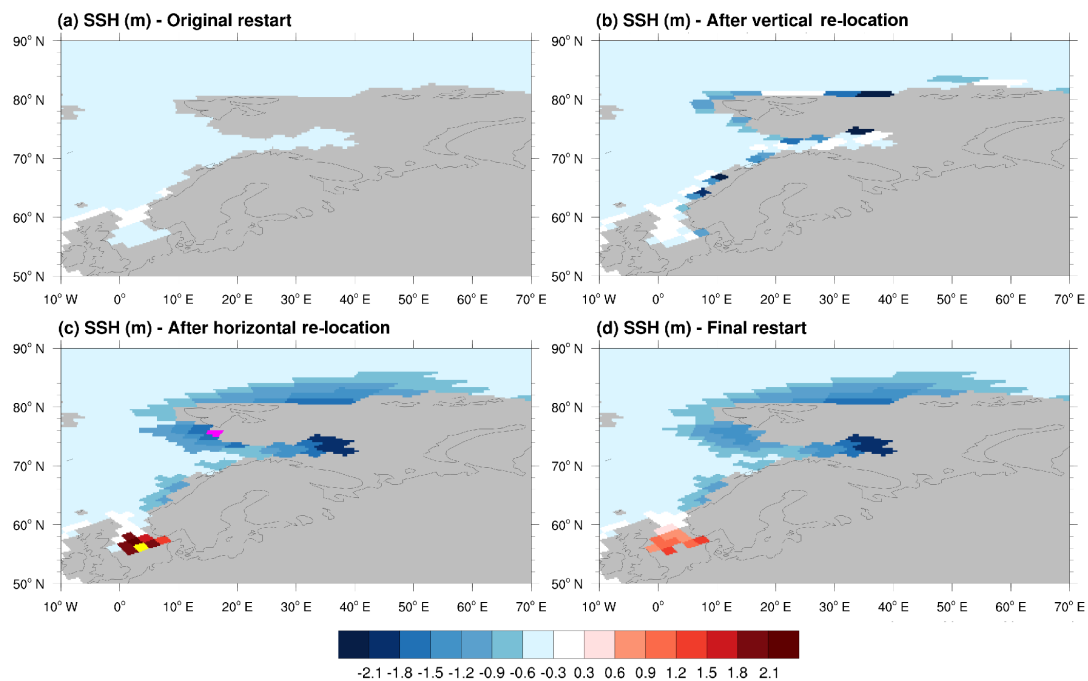 (a) SSH (m) - Original restart
90° N
80° N
70° N
60° N
50° N
10° W 0° 10° E 20° E 30° E 40° E 50° E 60° E 70° E
(b) SSH (m) - After vertical re-location
90° N
80° N
70° N
60° N
50° N
10° W 0° 10° E 20° E 30° E 40° E 50° E 60° E 70° E
(c) SSH (m) - After horizontal re-location
90° N
80° N
70° N
60° N
50° N
10° W 0° 10° E 20° E 30° E 40° E 50° E 60° E 70° E
(d) SSH (m) - Final restart
90° N
80° N
70° N
60° N
50° N
10° W 0° 10° E 20° E 30° E 40° E 50° E 60° E 70° E
-2.1 -1.8 -1.5 -1.2 -0.9 -0.6 -0.3 0.3 0.6 0.9 1.2 1.5 1.8 2.1